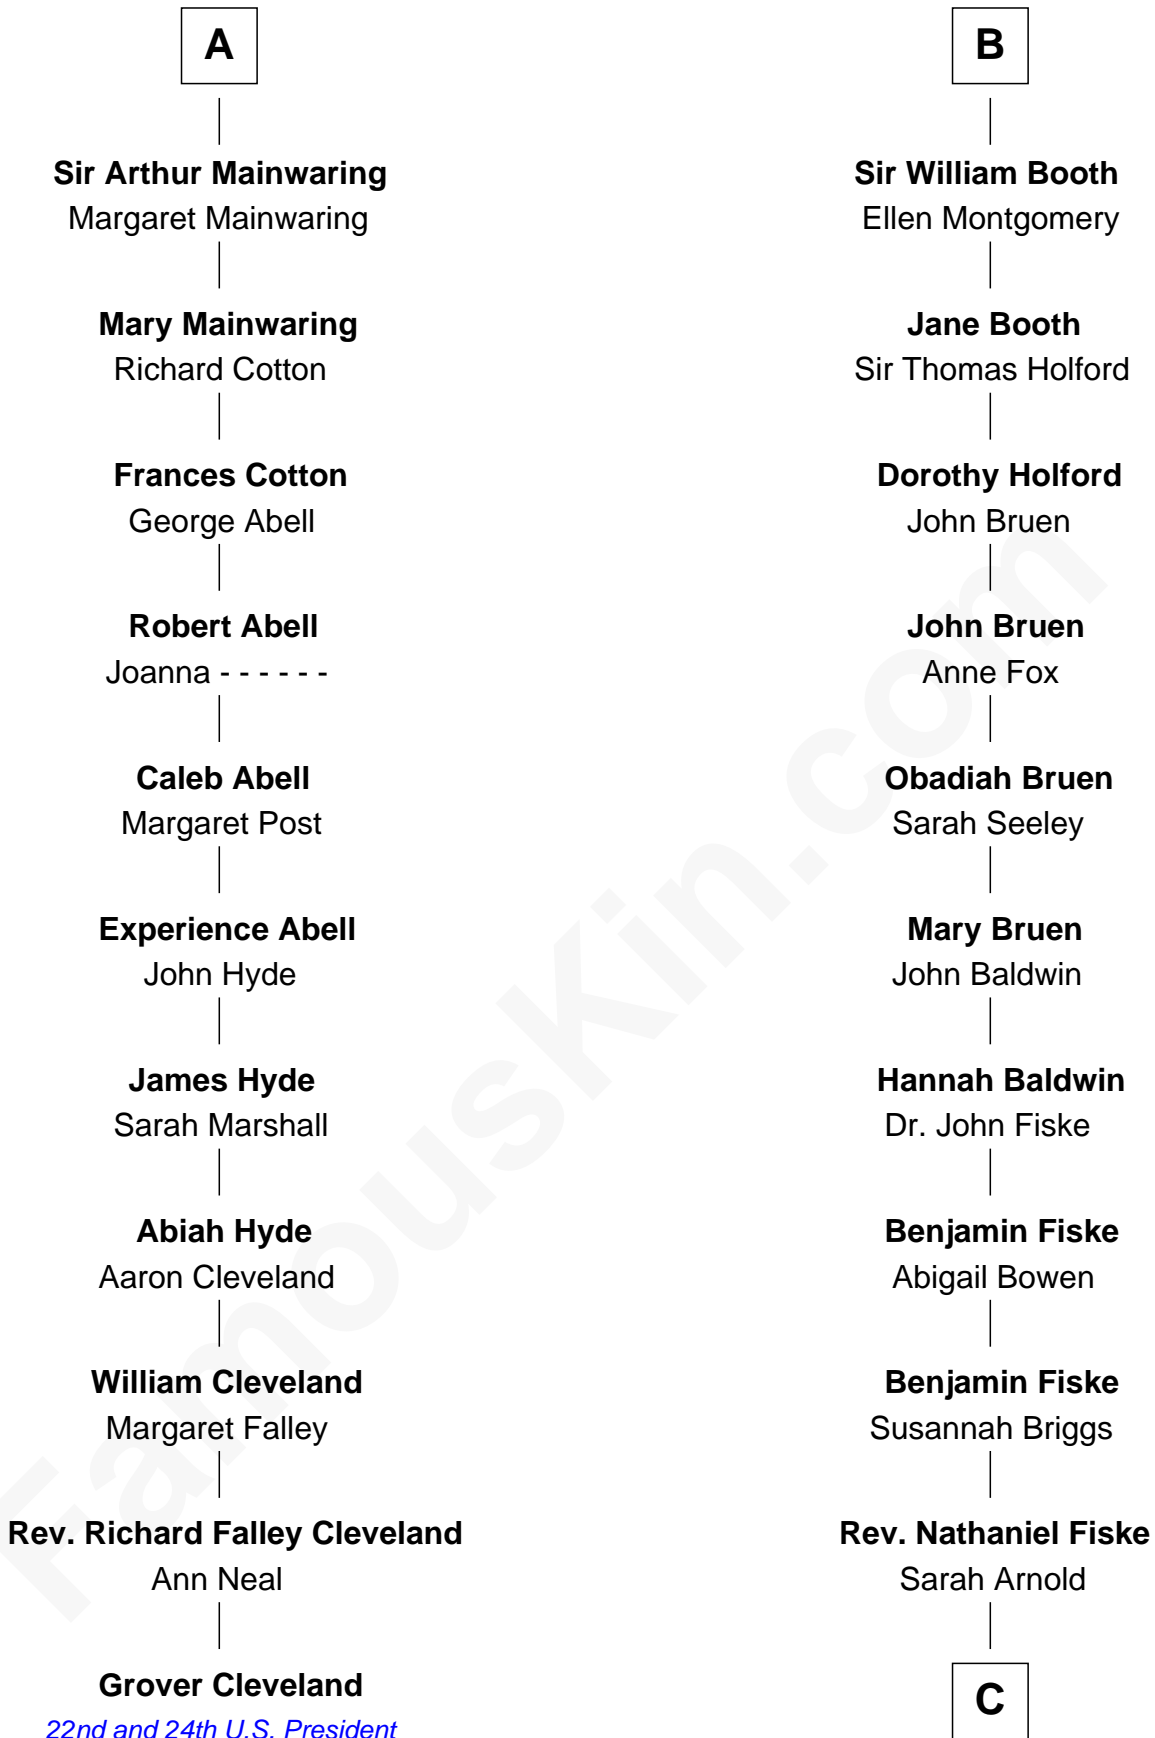 A
Sir Arthur Mainwaring
Margaret Mainwaring
Mary Mainwaring
Richard Cotton
Frances Cotton
George Abell
Robert Abell
Joanna - - - - - -
Caleb Abell
Margaret Post
Experience Abell
John Hyde
James Hyde
Sarah Marshall
Abiah Hyde
Aaron Cleveland
William Cleveland
Margaret Falley
Rev. Richard Falley Cleveland
Ann Neal
Grover Cleveland
22nd and 24th U.S. President
B
Sir William Booth
Ellen Montgomery
Jane Booth
Sir Thomas Holford
Dorothy Holford
John Bruen
John Bruen
Anne Fox
Obadiah Bruen
Sarah Seeley
Mary Bruen
John Baldwin
Hannah Baldwin
Dr. John Fiske
Benjamin Fiske
Abigail Bowen
Benjamin Fiske
Susannah Briggs
Rev. Nathaniel Fiske
Sarah Arnold
C
FamousKin.com